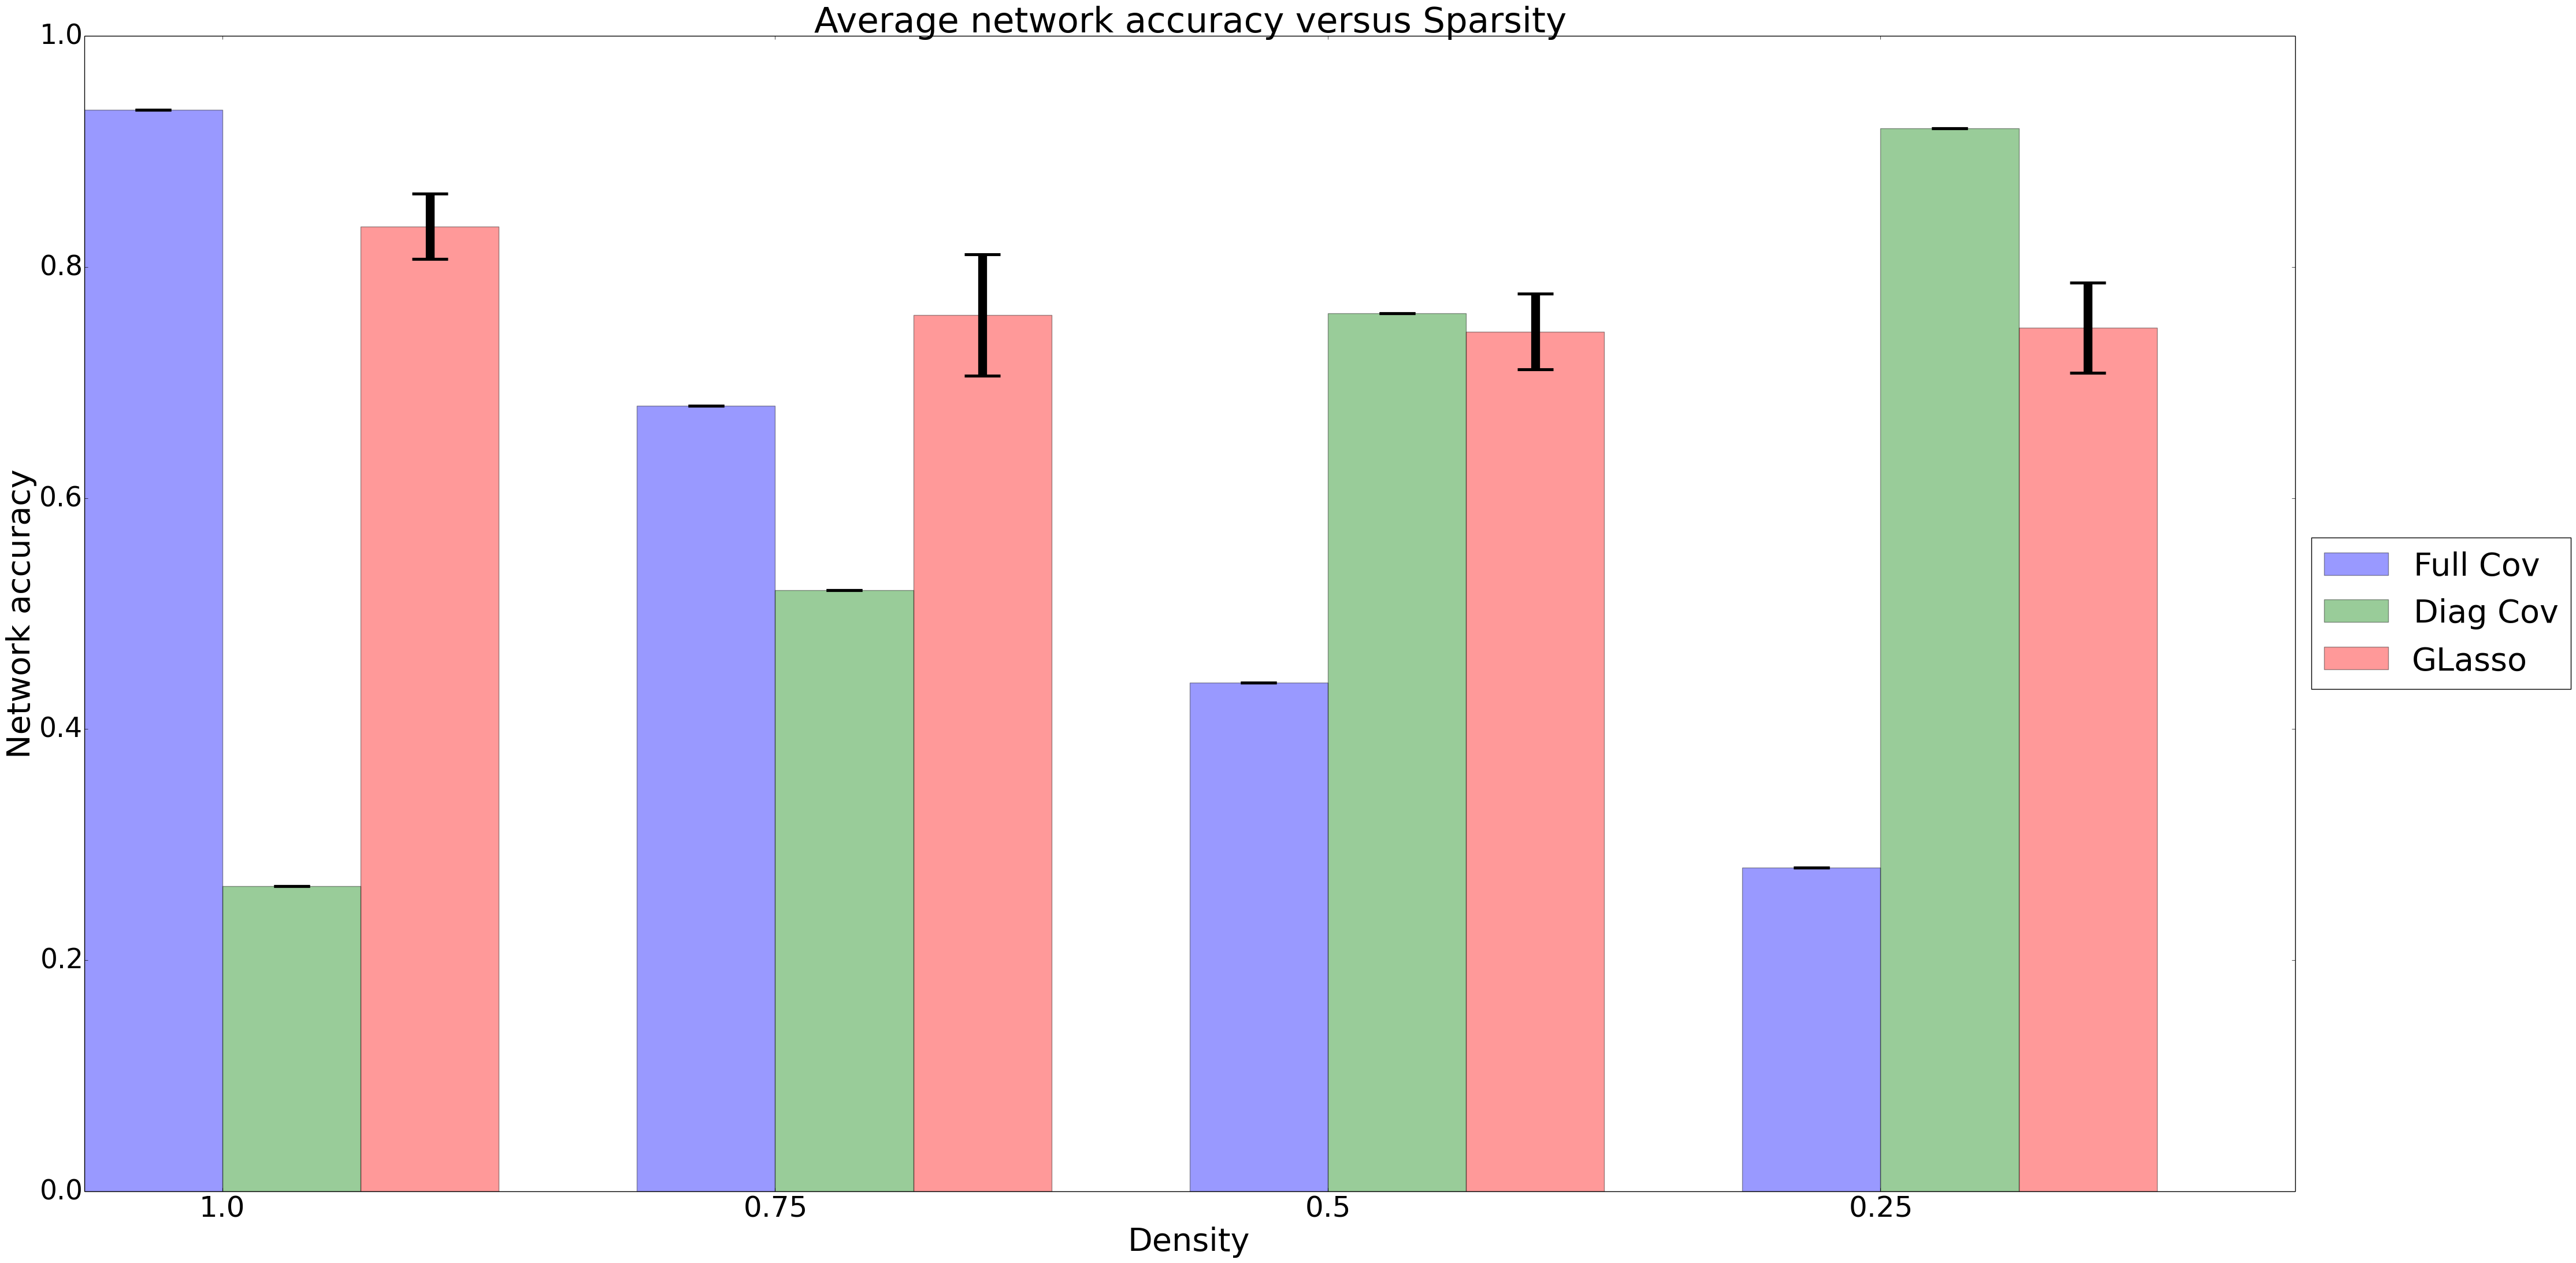 Average network accuracy versus Sparsity
1.0
0.8
0.6
0.4
0.2
0.0
Network accuracy
1.0 0.75 0.5 0.25
Density
Full Cov
Diag Cov
GLasso